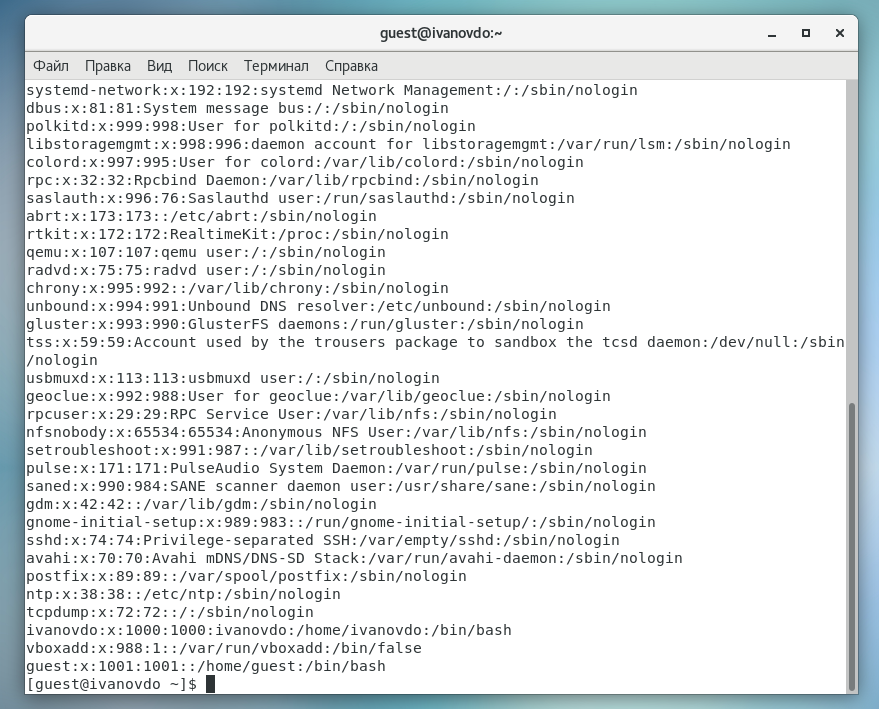 guest@ivanovdo:~
Файл Правка Вид Поиск Терминал Справка
systemd-network:x:192:192:systemd Network Management:/:/sbin/nologin
dbus:x:81:81:System message bus:/:/sbin/nologin
polkitd:x:999:998:User for polkitd:/:/sbin/nologin
libstoragemgmt:x:998:996:daemon account for libstoragemgmt:/var/run/lsm:/sbin/nologin
colord:x:997:995:User for colord:/var/lib/colord:/sbin/nologin
rpc:x:32:32:Rpcbind Daemon:/var/lib/rpcbind:/sbin/nologin
saslauth:x:996:76:Saslauthd user:/run/saslauthd:/sbin/nologin
abrt:x:173:173::/etc/abrt:/sbin/nologin
rtkit:x:172:172:RealtimeKit:/proc:/sbin/nologin
qemu:x:107:107:qemu user:/:/sbin/nologin
radvd:x:75:75:radvd user:/:/sbin/nologin
chrony:x:995:992::/var/lib/chrony:/sbin/nologin
unbound:x:994:991:Unbound DNS resolver:/etc/unbound:/sbin/nologin
gluster:x:993:990:GlusterFS daemons:/run/gluster:/sbin/nologin
tss:x:59:59:Account used by the trousers package to sandbox the tcsd daemon:/dev/null:/sbin
/nologin
usbmuxd:x:113:113:usbmuxd user:/:/sbin/nologin
geoclue:x:992:988:User for geoclue:/var/lib/geoclue:/sbin/nologin
rpcuser:x:29:29:RPC Service User:/var/lib/nfs:/sbin/nologin
nfsnobody:x:65534:65534:Anonymous NFS User:/var/lib/nfs:/sbin/nologin
setroubleshoot:x:991:987::/var/lib/setroubleshoot:/sbin/nologin
pulse:x:171:171:PulseAudio System Daemon:/var/run/pulse:/sbin/nologin
saned:x:990:984:SANE scanner daemon user:/usr/share/sane:/sbin/nologin
gdm:x:42:42::/var/lib/gdm:/sbin/nologin
gnome-initial-setup:x:989:983::/run/gnome-initial-setup/:/sbin/nologin
sshd:x:74:74:Privilege-separated SSH:/var/empty/sshd:/sbin/nologin
avahi:x:70:70:Avahi mDNS/DNS-SD Stack:/var/run/avahi-daemon:/sbin/nologin
postfix:x:89:89::/var/spool/postfix:/sbin/nologin
ntp:x:38:38::/etc/ntp:/sbin/nologin
tcpdump:x:72:72::/:/sbin/nologin
ivanovdo:x:1000:1000:ivanovdo:/home/ivanovdo:/bin/bash
vboxadd:x:988:1::/var/run/vboxadd:/bin/false
guest:x:1001:1001::/home/guest:/bin/bash
[guest@ivanovdo ~]$